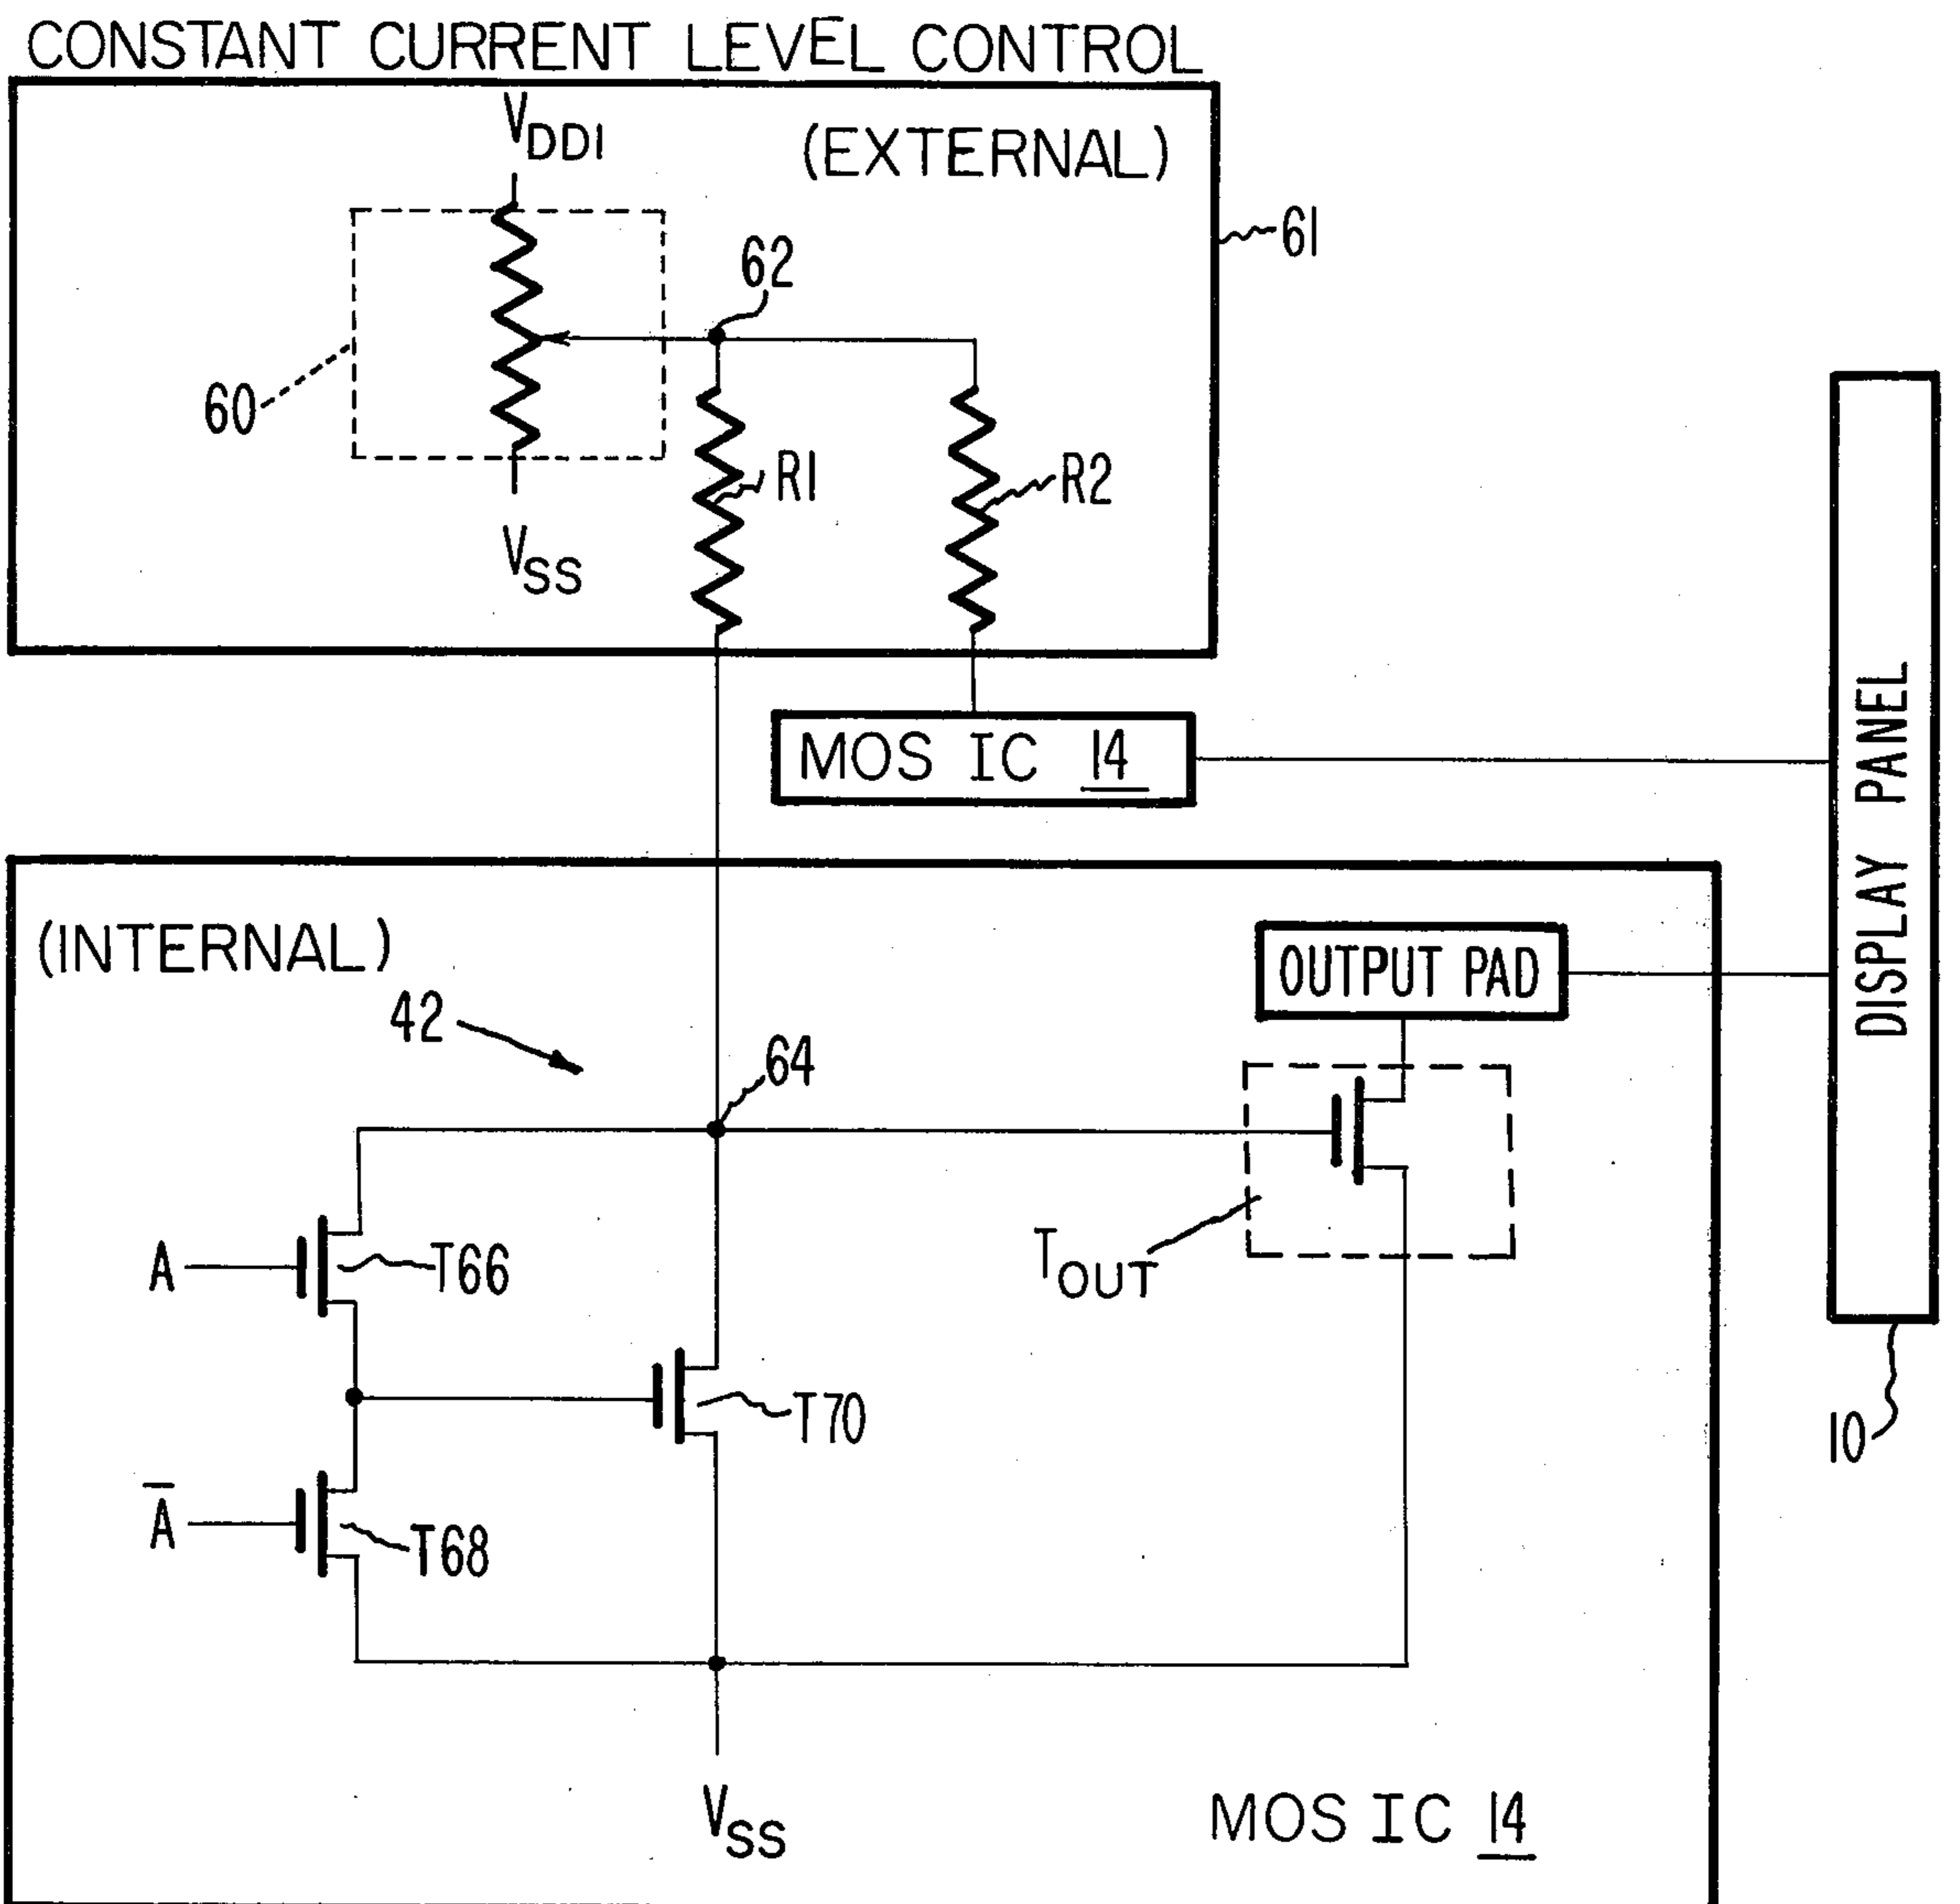 CONSTANT CURRENT LEVEL CONTROL
VDD1
(EXTERNAL)
61
62
60
R1
R2
VSS
MOS IC 14
DISPLAY PANEL
(INTERNAL)
OUTPUT PAD
42
64
A
T66
TOUT
T70
10
A̅
T68
VSS
MOS IC 14